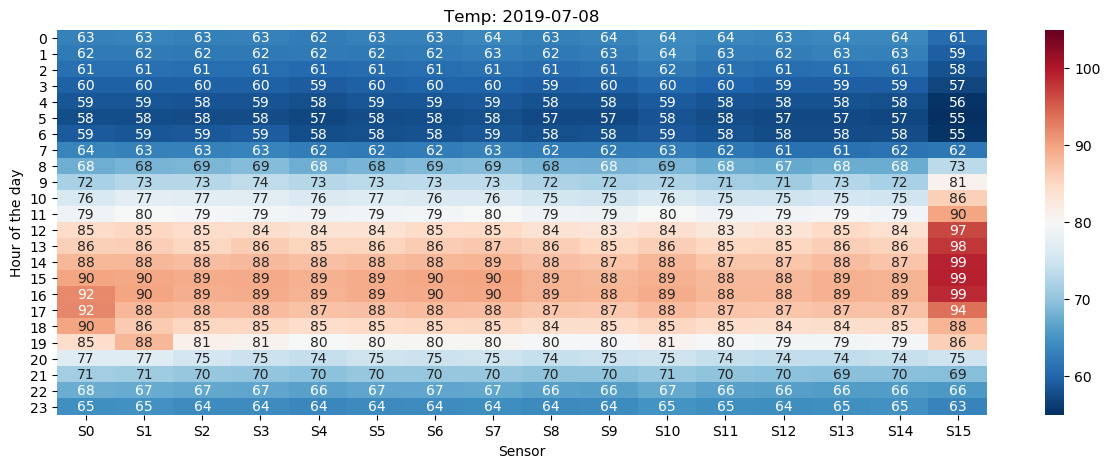 Temp: 2019-07-08
0 63 63 63 63 62 63 63 64 63 64 64 64 63 64 64 61
1 62 62 62 62 62 62 62 63 62 63 64 63 62 63 63 59
2 61 61 61 61 61 61 61 61 61 61 62 61 61 61 61 58
3 60 60 60 60 59 60 60 60 59 60 60 60 59 59 59 57
4 59 59 58 59 58 59 59 59 58 58 59 58 58 58 58 56
5 58 58 58 58 57 58 58 58 57 57 58 58 57 57 57 55
6 59 59 59 59 58 58 58 59 58 58 59 58 58 58 58 55
7 64 63 63 63 62 62 62 63 62 62 63 62 61 61 62 62
8 68 68 69 69 68 68 69 69 68 68 69 68 67 68 68 73
9 72 73 73 74 73 73 73 73 72 72 72 71 71 73 72 81
10 76 77 77 77 76 77 76 76 75 75 76 75 75 75 75 86
11 79 80 79 79 79 79 79 80 79 79 80 79 79 79 79 90
12 85 85 85 84 84 84 85 85 84 83 84 83 83 85 84 97
13 86 86 85 86 85 86 86 87 86 85 86 85 85 86 86 98
14 88 88 88 88 87 88 88 88 88 87 88 87 87 88 87 99
15 90 90 89 89 89 89 90 90 89 88 89 88 88 89 89 99
16 92 90 89 89 89 89 90 90 89 88 89 89 88 89 89 99
17 92 88 88 88 87 88 88 88 87 87 88 87 87 87 87 94
18 90 86 85 85 85 85 85 85 84 85 85 85 84 84 85 88
19 85 88 81 81 80 80 80 80 80 80 81 80 79 79 79 86
20 77 77 75 75 74 75 75 75 74 75 75 74 74 74 74 75
21 71 71 70 70 70 70 70 70 70 70 71 70 70 69 70 69
22 68 67 67 67 66 67 67 67 66 66 67 66 66 66 66 66
23 65 65 64 64 64 64 64 64 64 64 65 65 64 65 65 63
S0 S1 S2 S3 S4 S5 S6 S7 S8 S9 S10 S11 S12 S13 S14 S15
Sensor
Hour of the day
100
90
80
70
60